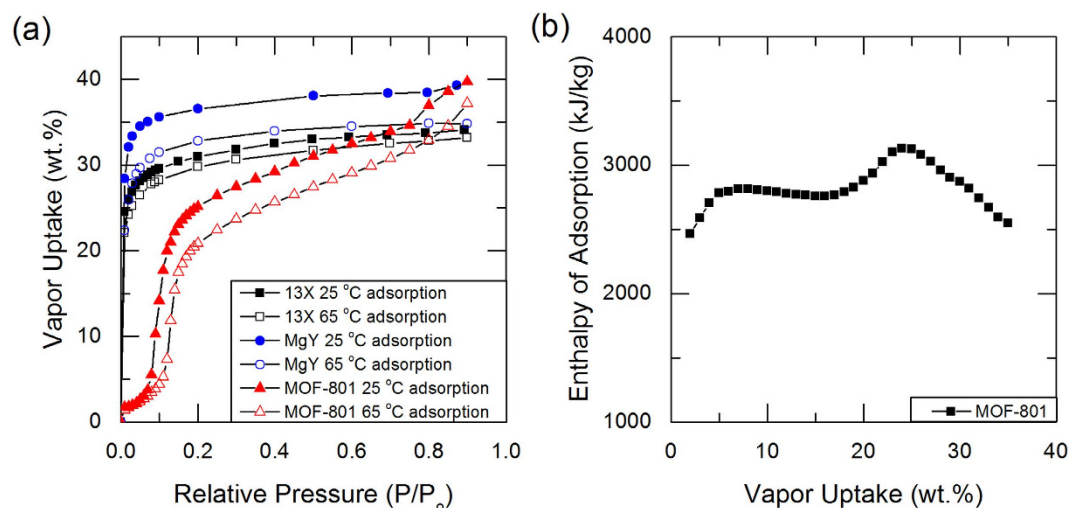 (a)
Vapor Uptake (wt.%)
40
30
20
10
0
0.0 0.2 0.4 0.6 0.8 1.0
Relative Pressure (P/Pₒ)
13X 25 °C adsorption
13X 65 °C adsorption
MgY 25 °C adsorption
MgY 65 °C adsorption
MOF-801 25 °C adsorption
MOF-801 65 °C adsorption
(b)
Enthalpy of Adsorption (kJ/kg)
4000
3000
2000
1000
0 10 20 30 40
Vapor Uptake (wt.%)
MOF-801